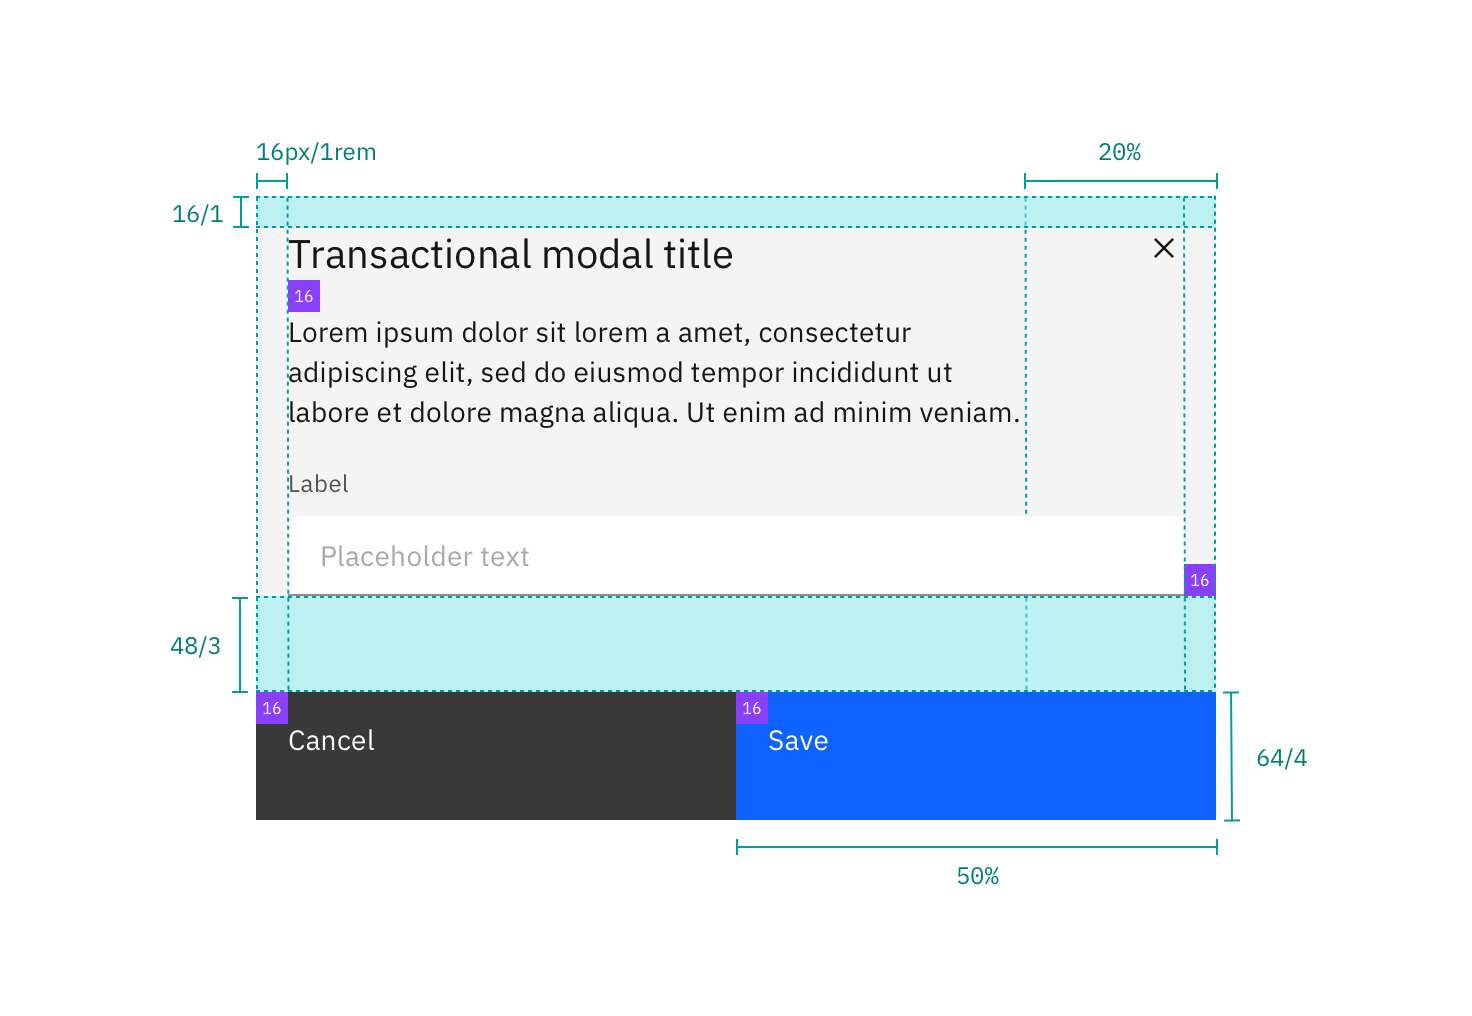 16px/1rem
20%
16/1
Transactional modal title
16
Lorem ipsum dolor sit lorem a amet, consectetur
adipiscing elit, sed do eiusmod tempor incididunt ut
labore et dolore magna aliqua. Ut enim ad minim veniam.
Label
Placeholder text
16
48/3
16
16
Cancel
Save
64/4
50%